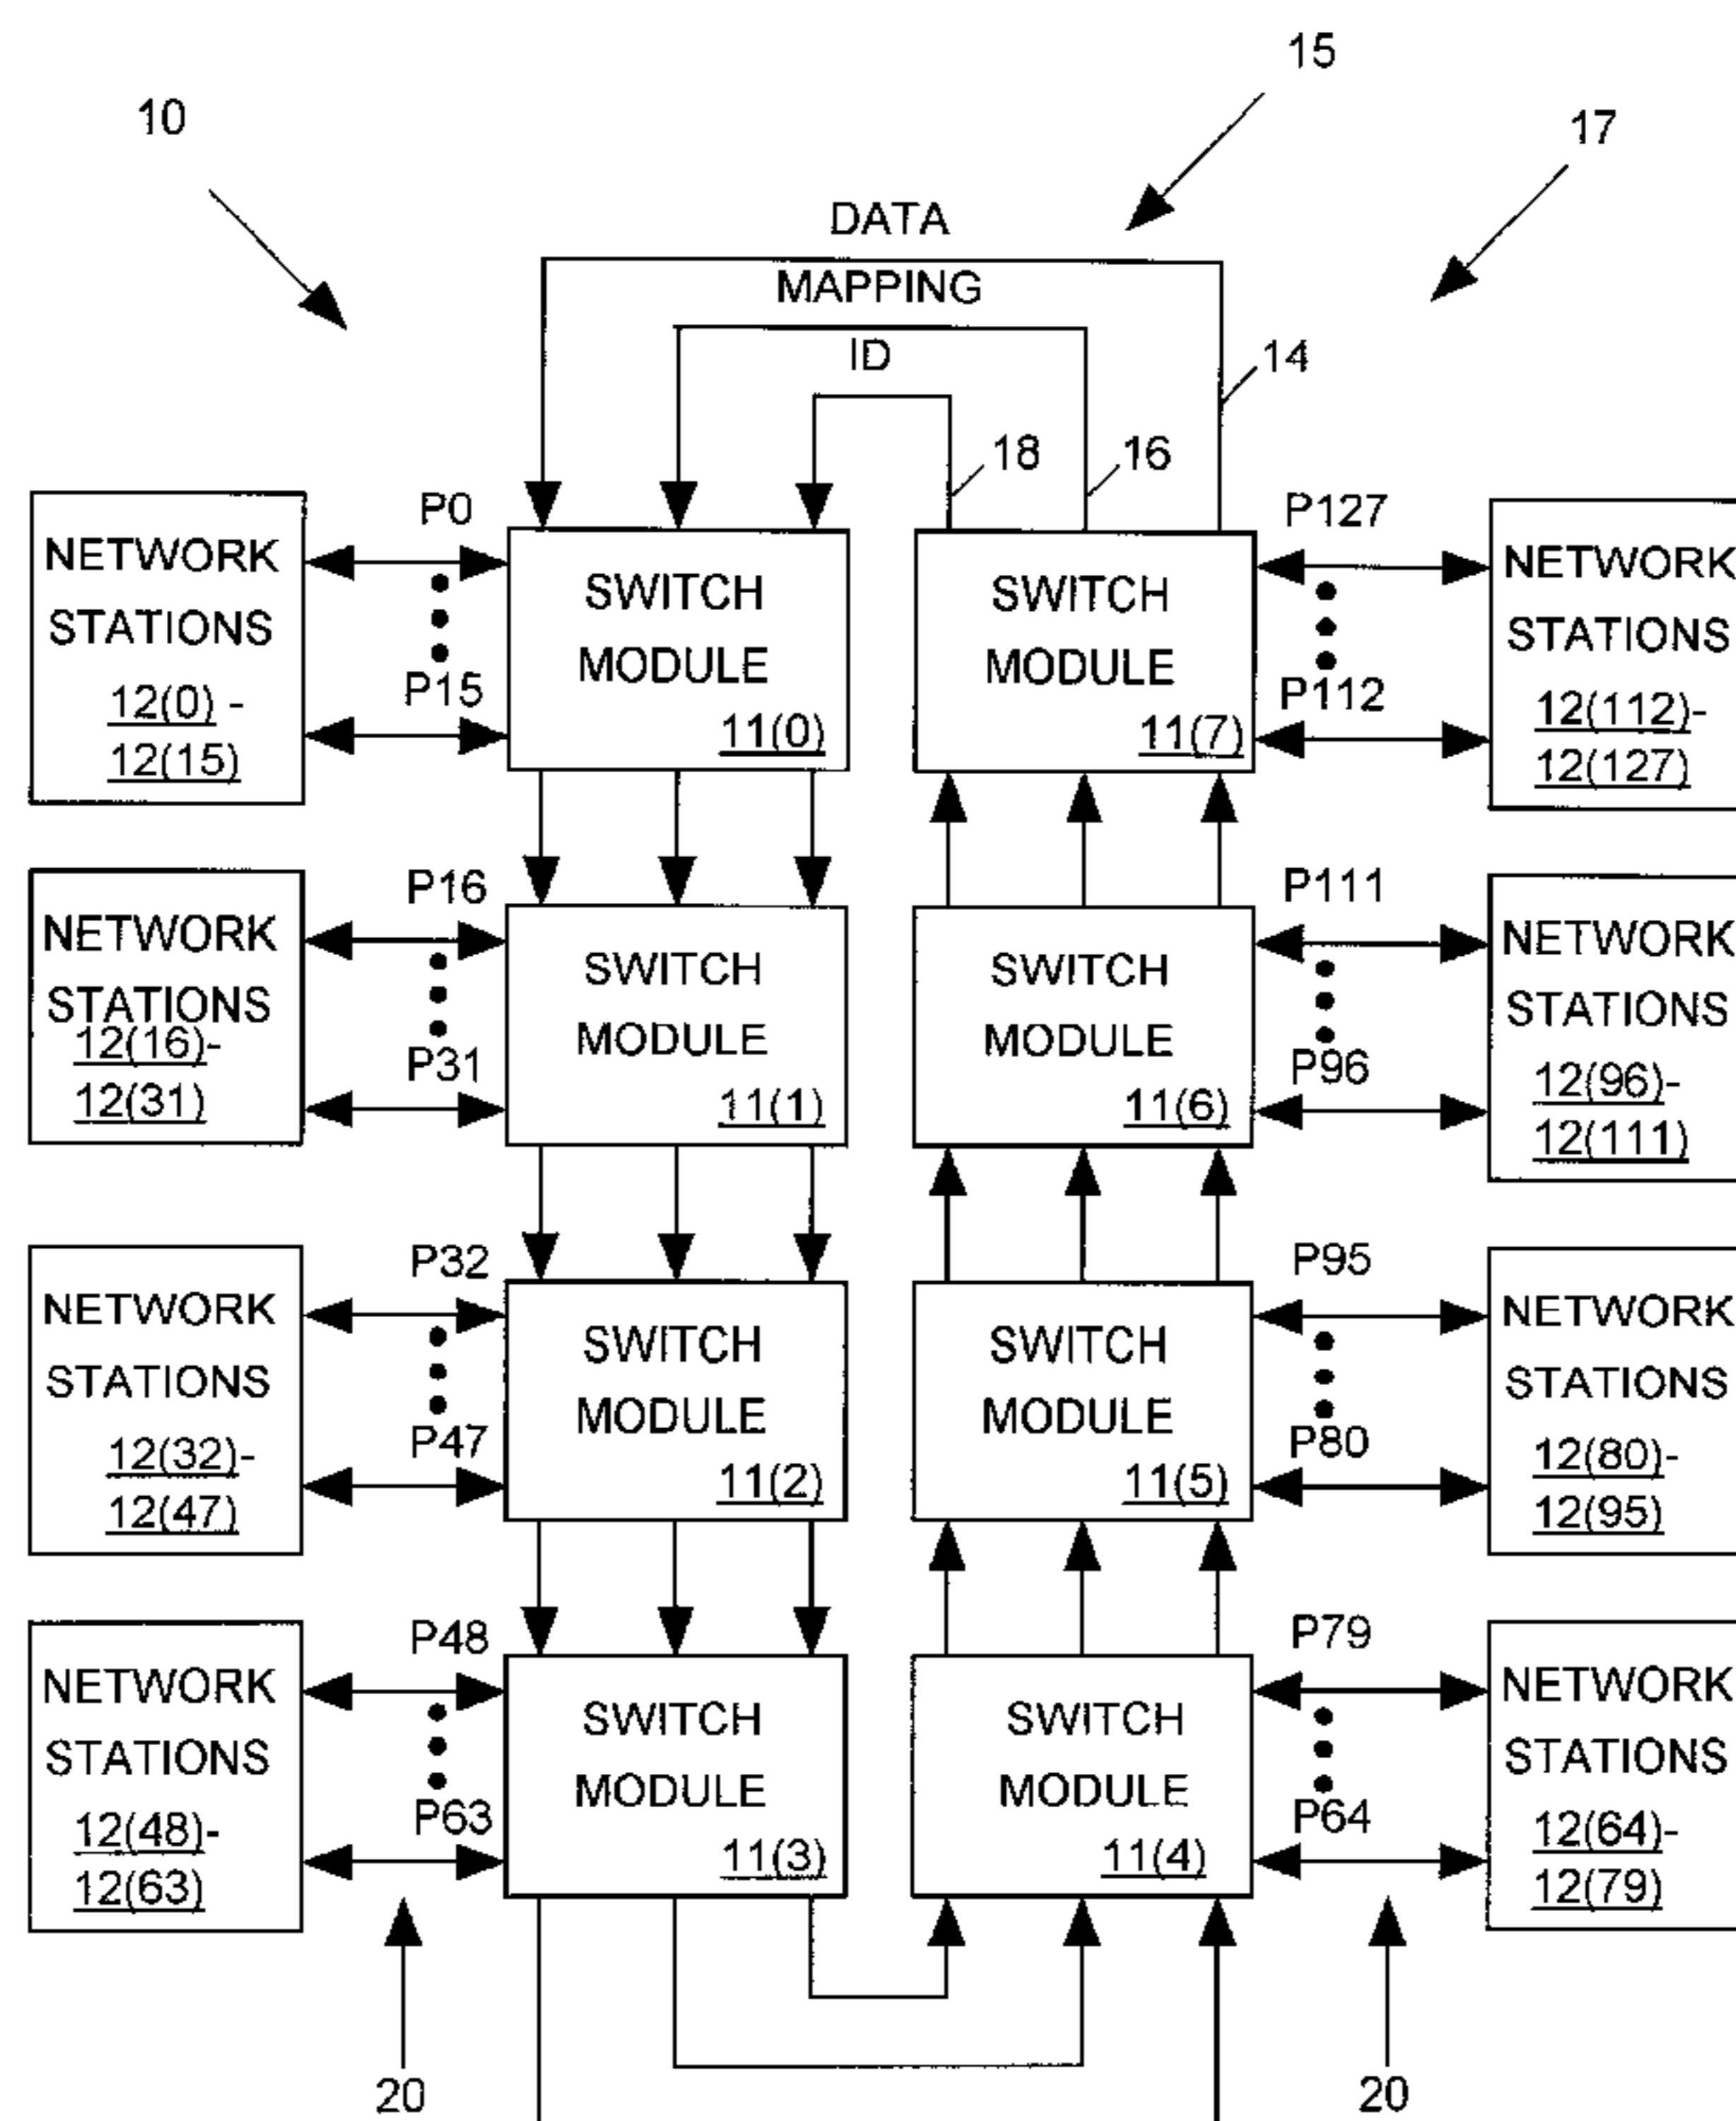 15
10
17
DATA
MAPPING
ID
14
18
16
P0
P127
NETWORK
STATIONS
12(0) -
12(15)
P15
SWITCH
MODULE
11(0)
SWITCH
MODULE
11(7)
P112
NETWORK
STATIONS
12(112)-
12(127)
P16
P111
NETWORK
STATIONS
12(16)-
12(31)
P31
SWITCH
MODULE
11(1)
SWITCH
MODULE
11(6)
P96
NETWORK
STATIONS
12(96)-
12(111)
P32
P95
NETWORK
STATIONS
12(32)-
12(47)
P47
SWITCH
MODULE
11(2)
SWITCH
MODULE
11(5)
P80
NETWORK
STATIONS
12(80)-
12(95)
P48
P79
NETWORK
STATIONS
12(48)-
12(63)
P63
SWITCH
MODULE
11(3)
SWITCH
MODULE
11(4)
P64
NETWORK
STATIONS
12(64)-
12(79)
20
20